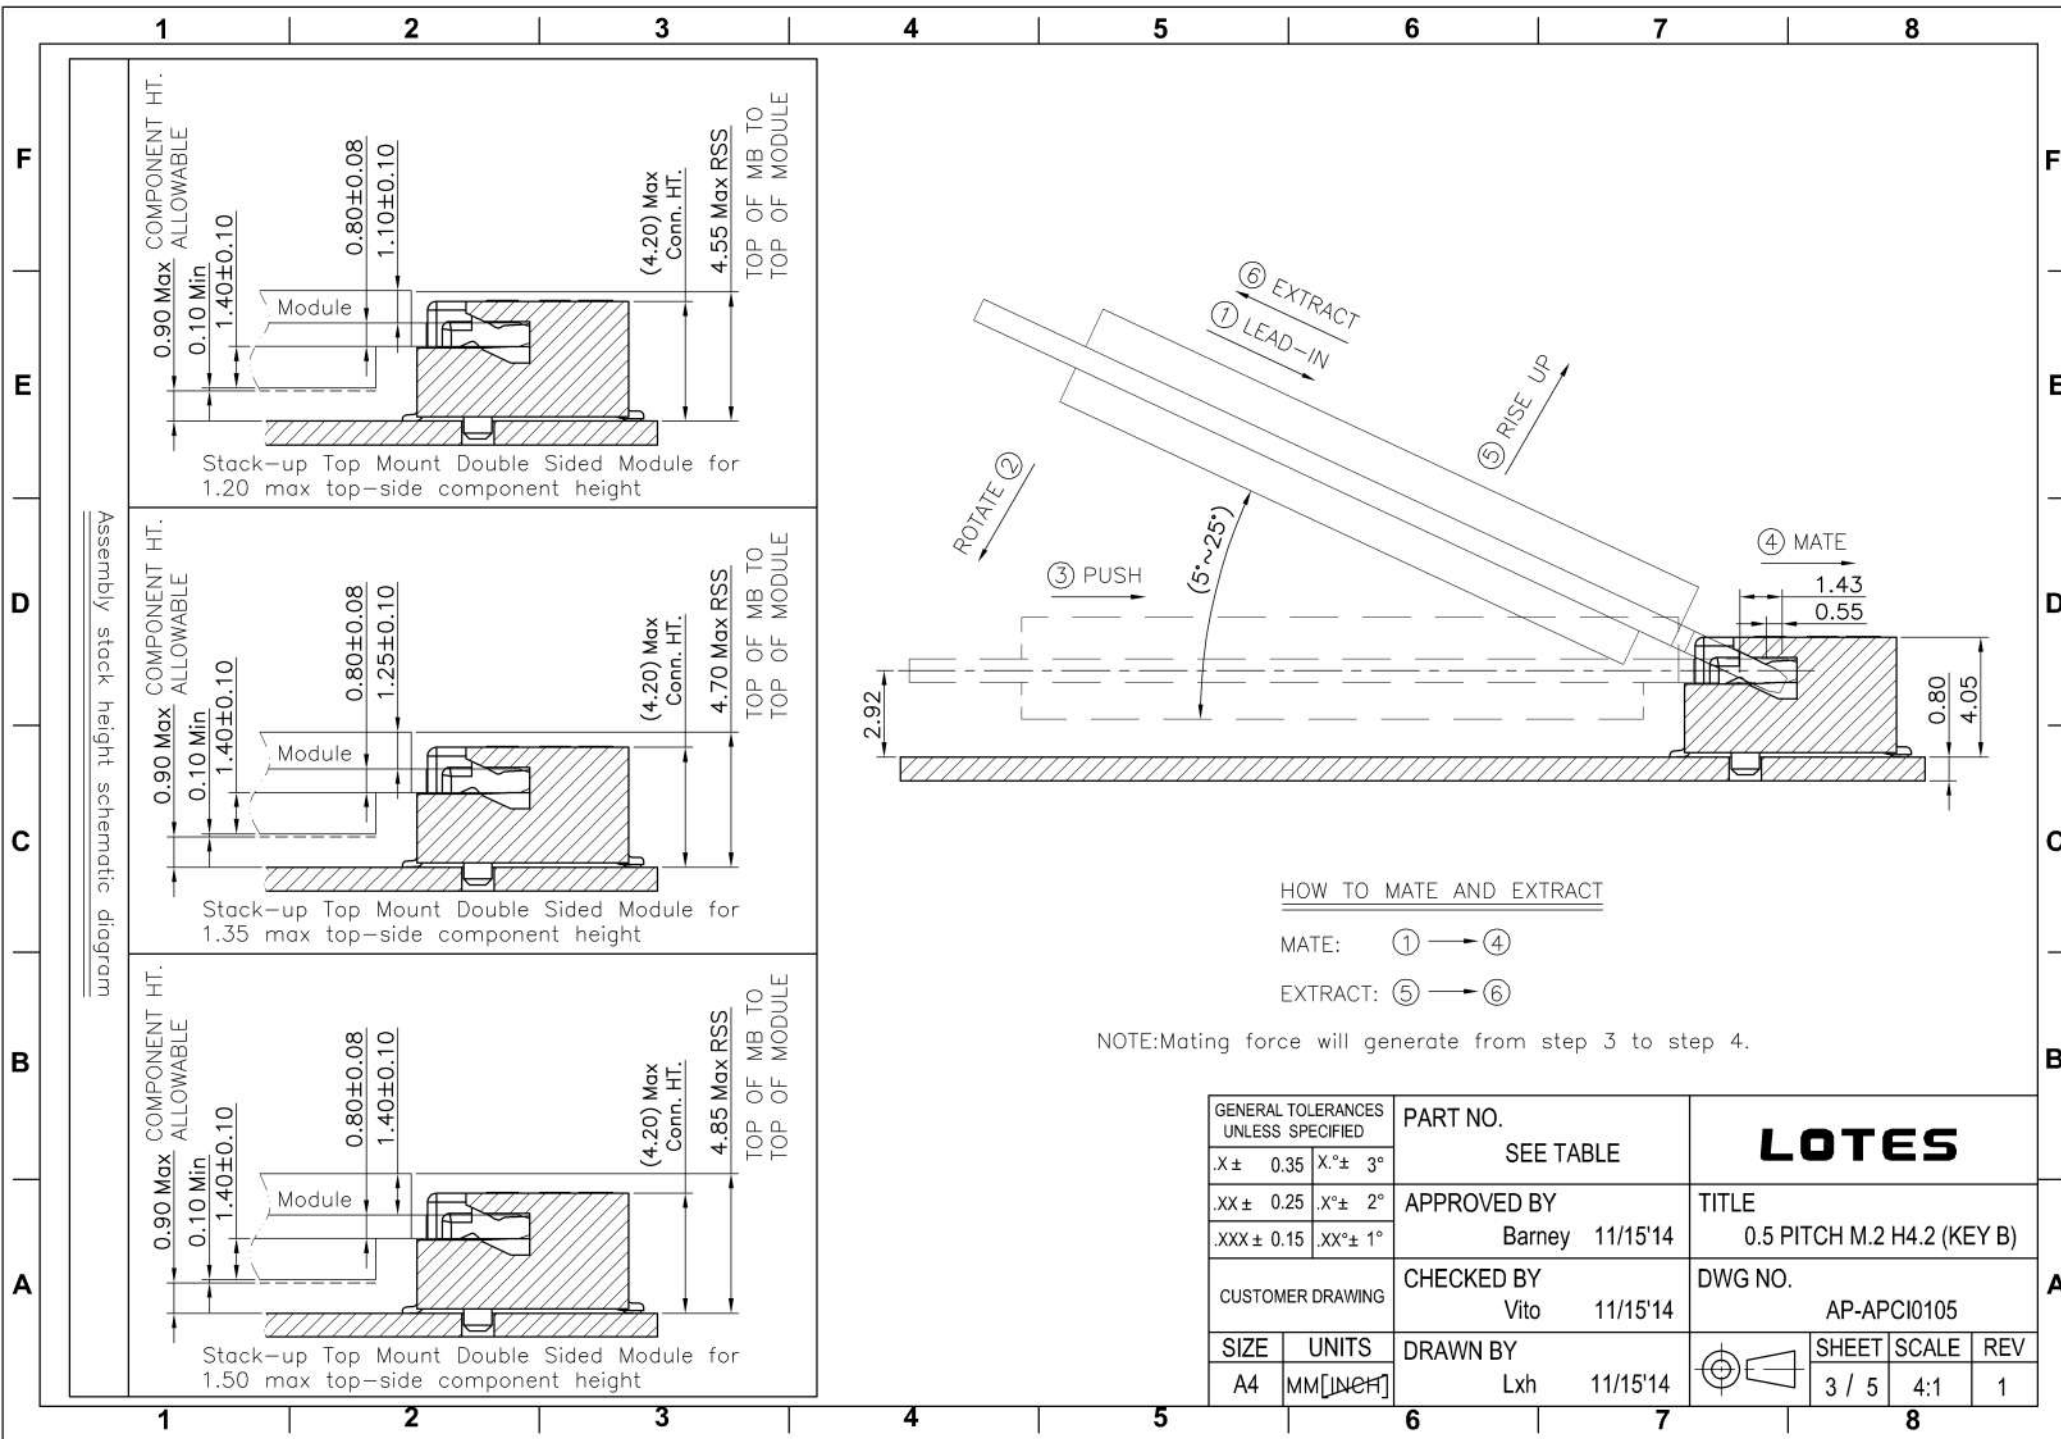 1 2 3 4 5 6 7 8
F
E
D
C
B
A
Assembly stack height schematic diagram
0.90 Max
COMPONENT HT.
ALLOWABLE
0.10 Min
1.40±0.10
0.80±0.08
1.10±0.10
(4.20) Max
Conn. HT.
4.55 Max RSS
TOP OF MB TO
TOP OF MODULE
Module
Stack-up Top Mount Double Sided Module for
1.20 max top-side component height
0.90 Max
COMPONENT HT.
ALLOWABLE
0.10 Min
1.40±0.10
0.80±0.08
1.25±0.10
(4.20) Max
Conn. HT.
4.70 Max RSS
TOP OF MB TO
TOP OF MODULE
Module
Stack-up Top Mount Double Sided Module for
1.35 max top-side component height
0.90 Max
COMPONENT HT.
ALLOWABLE
0.10 Min
1.40±0.10
0.80±0.08
1.40±0.10
(4.20) Max
Conn. HT.
4.85 Max RSS
TOP OF MB TO
TOP OF MODULE
Module
Stack-up Top Mount Double Sided Module for
1.50 max top-side component height
⑥ EXTRACT
① LEAD-IN
⑤ RISE UP
ROTATE ②
③ PUSH
(5°~25°)
④ MATE
1.43
0.55
2.92
0.80
4.05
HOW TO MATE AND EXTRACT
MATE: ① → ④
EXTRACT: ⑤ → ⑥
NOTE:Mating force will generate from step 3 to step 4.
GENERAL TOLERANCES
UNLESS SPECIFIED
.X ± 0.35 X.°± 3°
.XX ± 0.25 .X°± 2°
.XXX ± 0.15 .XX°± 1°
CUSTOMER DRAWING
SIZE UNITS
A4 MM[INCH]
PART NO.
SEE TABLE
APPROVED BY
Barney 11/15'14
CHECKED BY
Vito 11/15'14
DRAWN BY
Lxh 11/15'14
LOTES
TITLE
0.5 PITCH M.2 H4.2 (KEY B)
DWG NO.
AP-APCI0105
SHEET SCALE REV
3 / 5 4:1 1
F
E
D
C
B
A
1 2 3 4 5 6 7 8